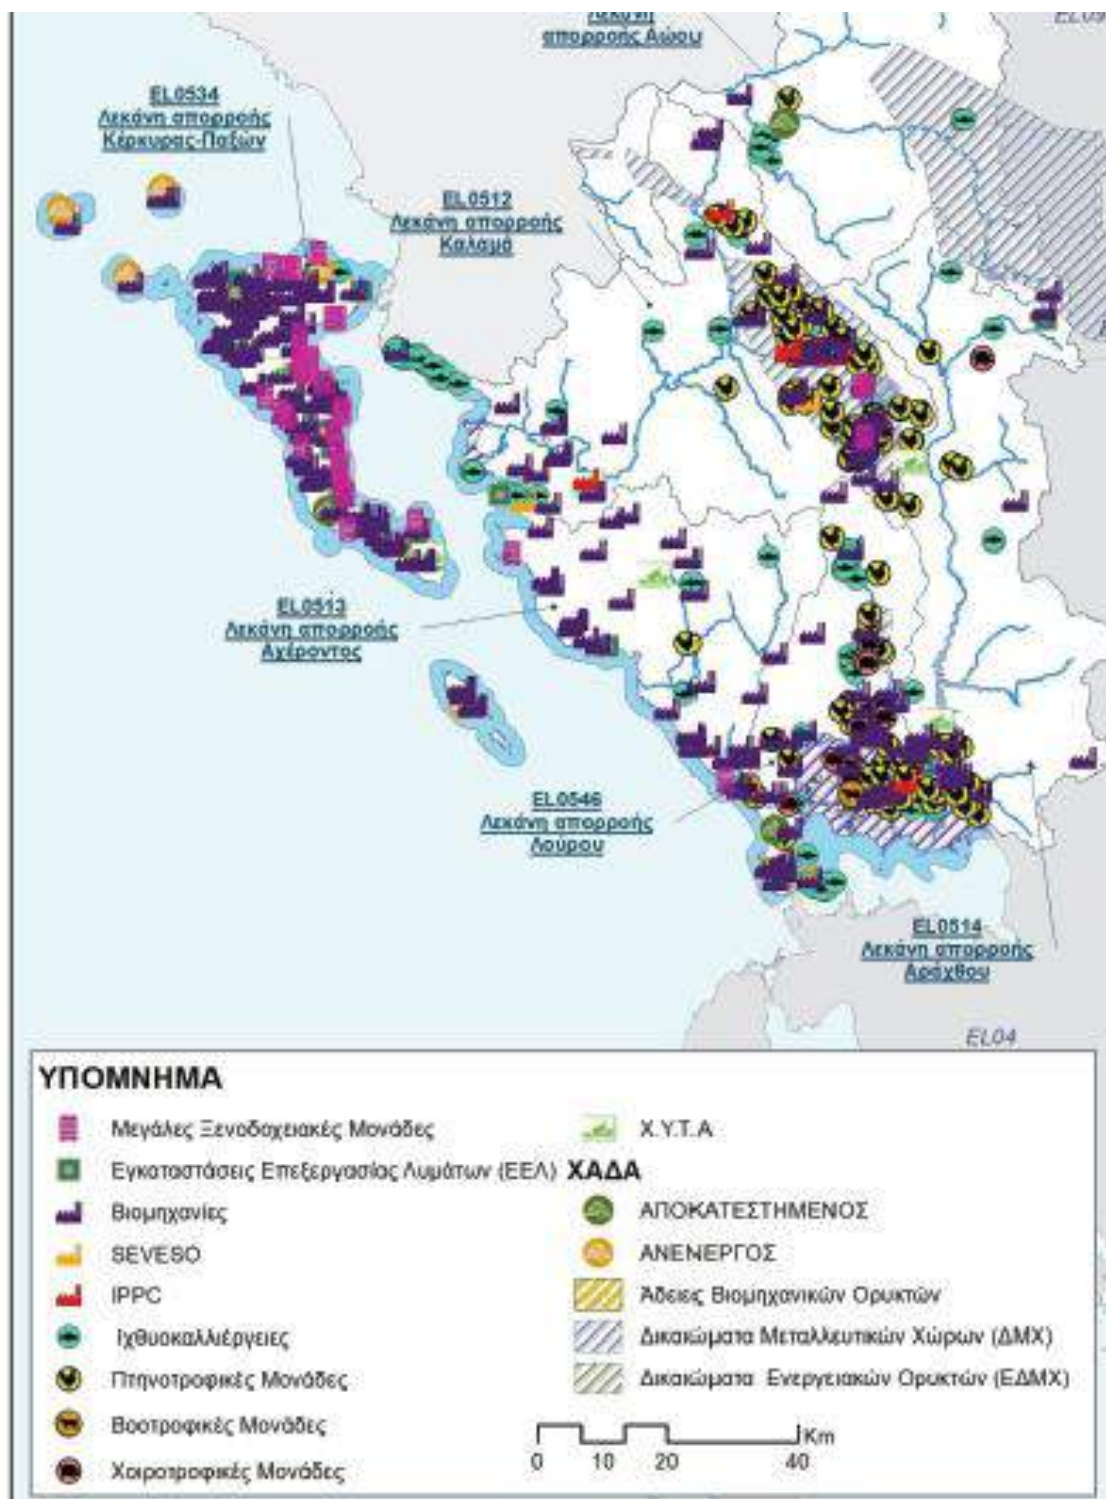 Λεκάνη
απορροής Αώου
EL09
EL0534
Λεκάνη απορροής
Κέρκυρας-Παξών
EL0512
Λεκάνη απορροής
Καλαμά
EL0513
Λεκάνη απορροής
Αχέροντος
EL0546
Λεκάνη απορροής
Λούρου
EL0514
Λεκάνη απορροής
Αράχθου
EL04
ΥΠΟΜΝΗΜΑ
Μεγάλες Ξενοδοχειακές Μονάδες
Εγκαταστάσεις Επεξεργασίας Λυμάτων (ΕΕΛ)
Βιομηχανίες
SEVESO
IPPC
Ιχθυοκαλλιέργειες
Πτηνοτροφικές Μονάδες
Βοοτροφικές Μονάδες
Χοιροτροφικές Μονάδες
Χ.Υ.Τ.Α
ΧΑΔΑ
ΑΠΟΚΑΤΕΣΤΗΜΕΝΟΣ
ΑΝΕΝΕΡΓΟΣ
Άδειες Βιομηχανικών Ορυκτών
Δικαιώματα Μεταλλευτικών Χώρων (ΔΜΧ)
Δικαιώματα Ενεργειακών Ορυκτών (ΕΔΜΧ)
Km
0 10 20 40